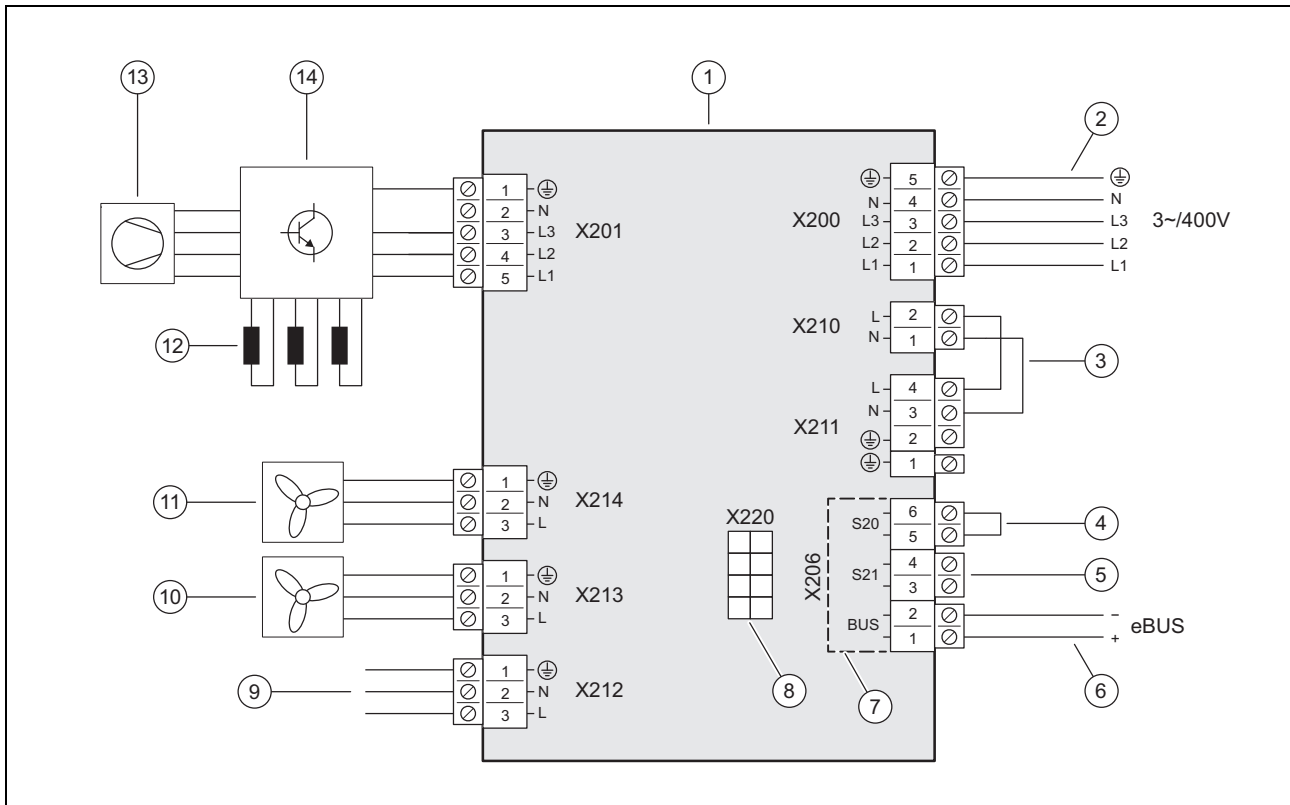 13
14
1
2
X201
1
2 N
3 L3
4 L2
5 L1
X200
5
N 4 N
L3 3 L3
L2 2 L2
L1 1 L1
3~/400V
12
X210
L 2
N 1
3
X211
L 4
N 3
2
1
11
X214
1
2 N
3 L
10
X213
1
2 N
3 L
9
X212
1
2 N
3 L
X220
8
X206
S20 6
5
4
S21 4
3
5
BUS 2 −
1 +
eBUS
7
6